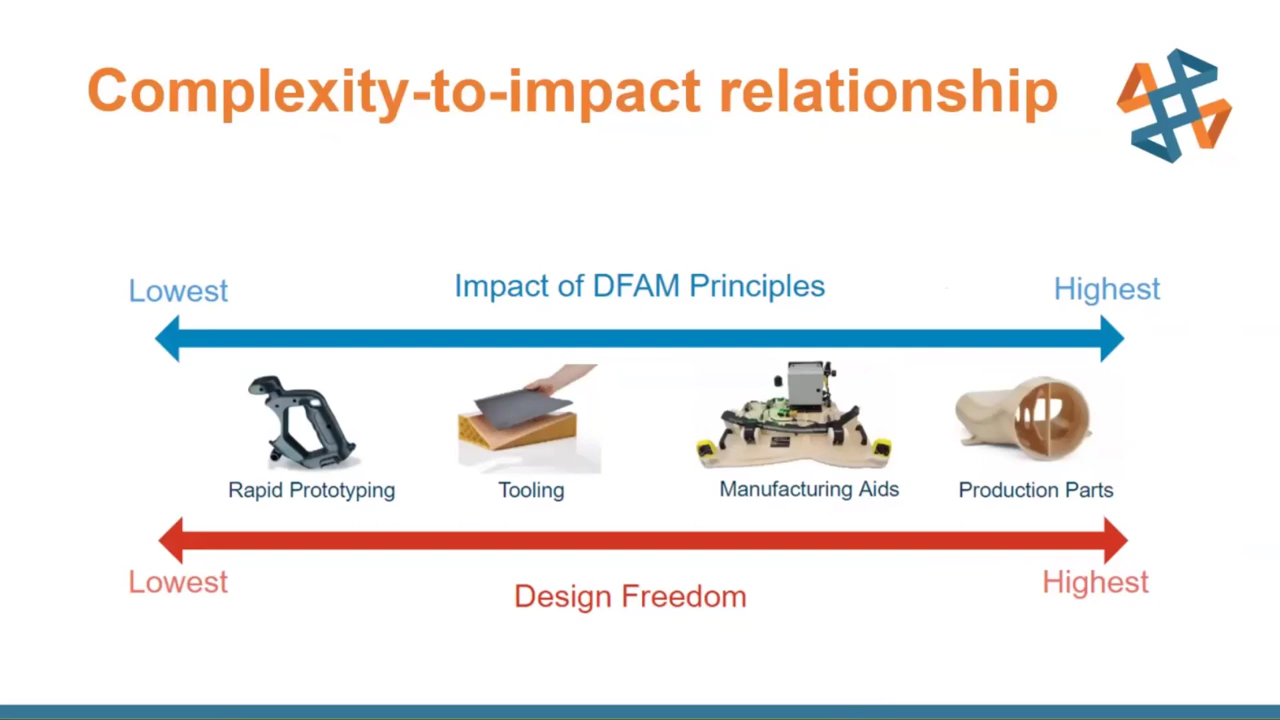 Complexity-to-impact relationship
Lowest
Impact of DFAM Principles
Highest
Rapid Prototyping
Tooling
Manufacturing Aids
Production Parts
Lowest
Design Freedom
Highest